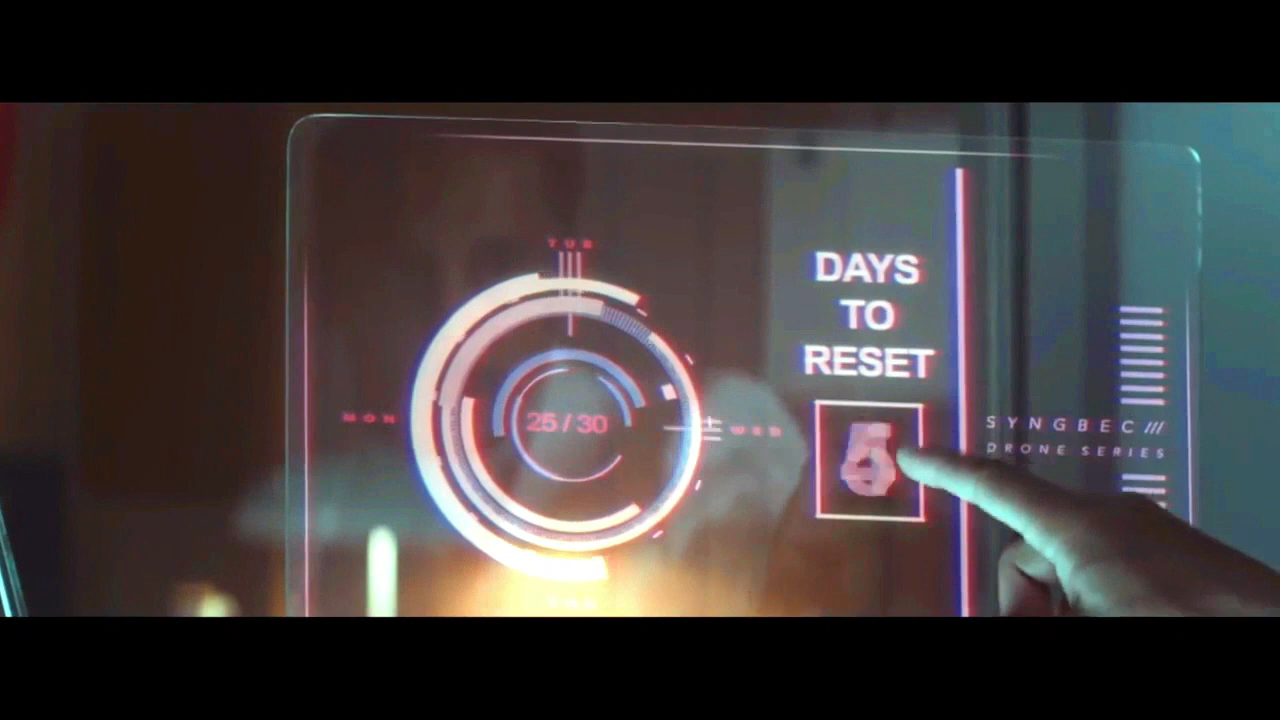 TUE
MON
25 / 30
WED
DAYS
TO
RESET
5
SYNGBEC ///
DRONE SERIES